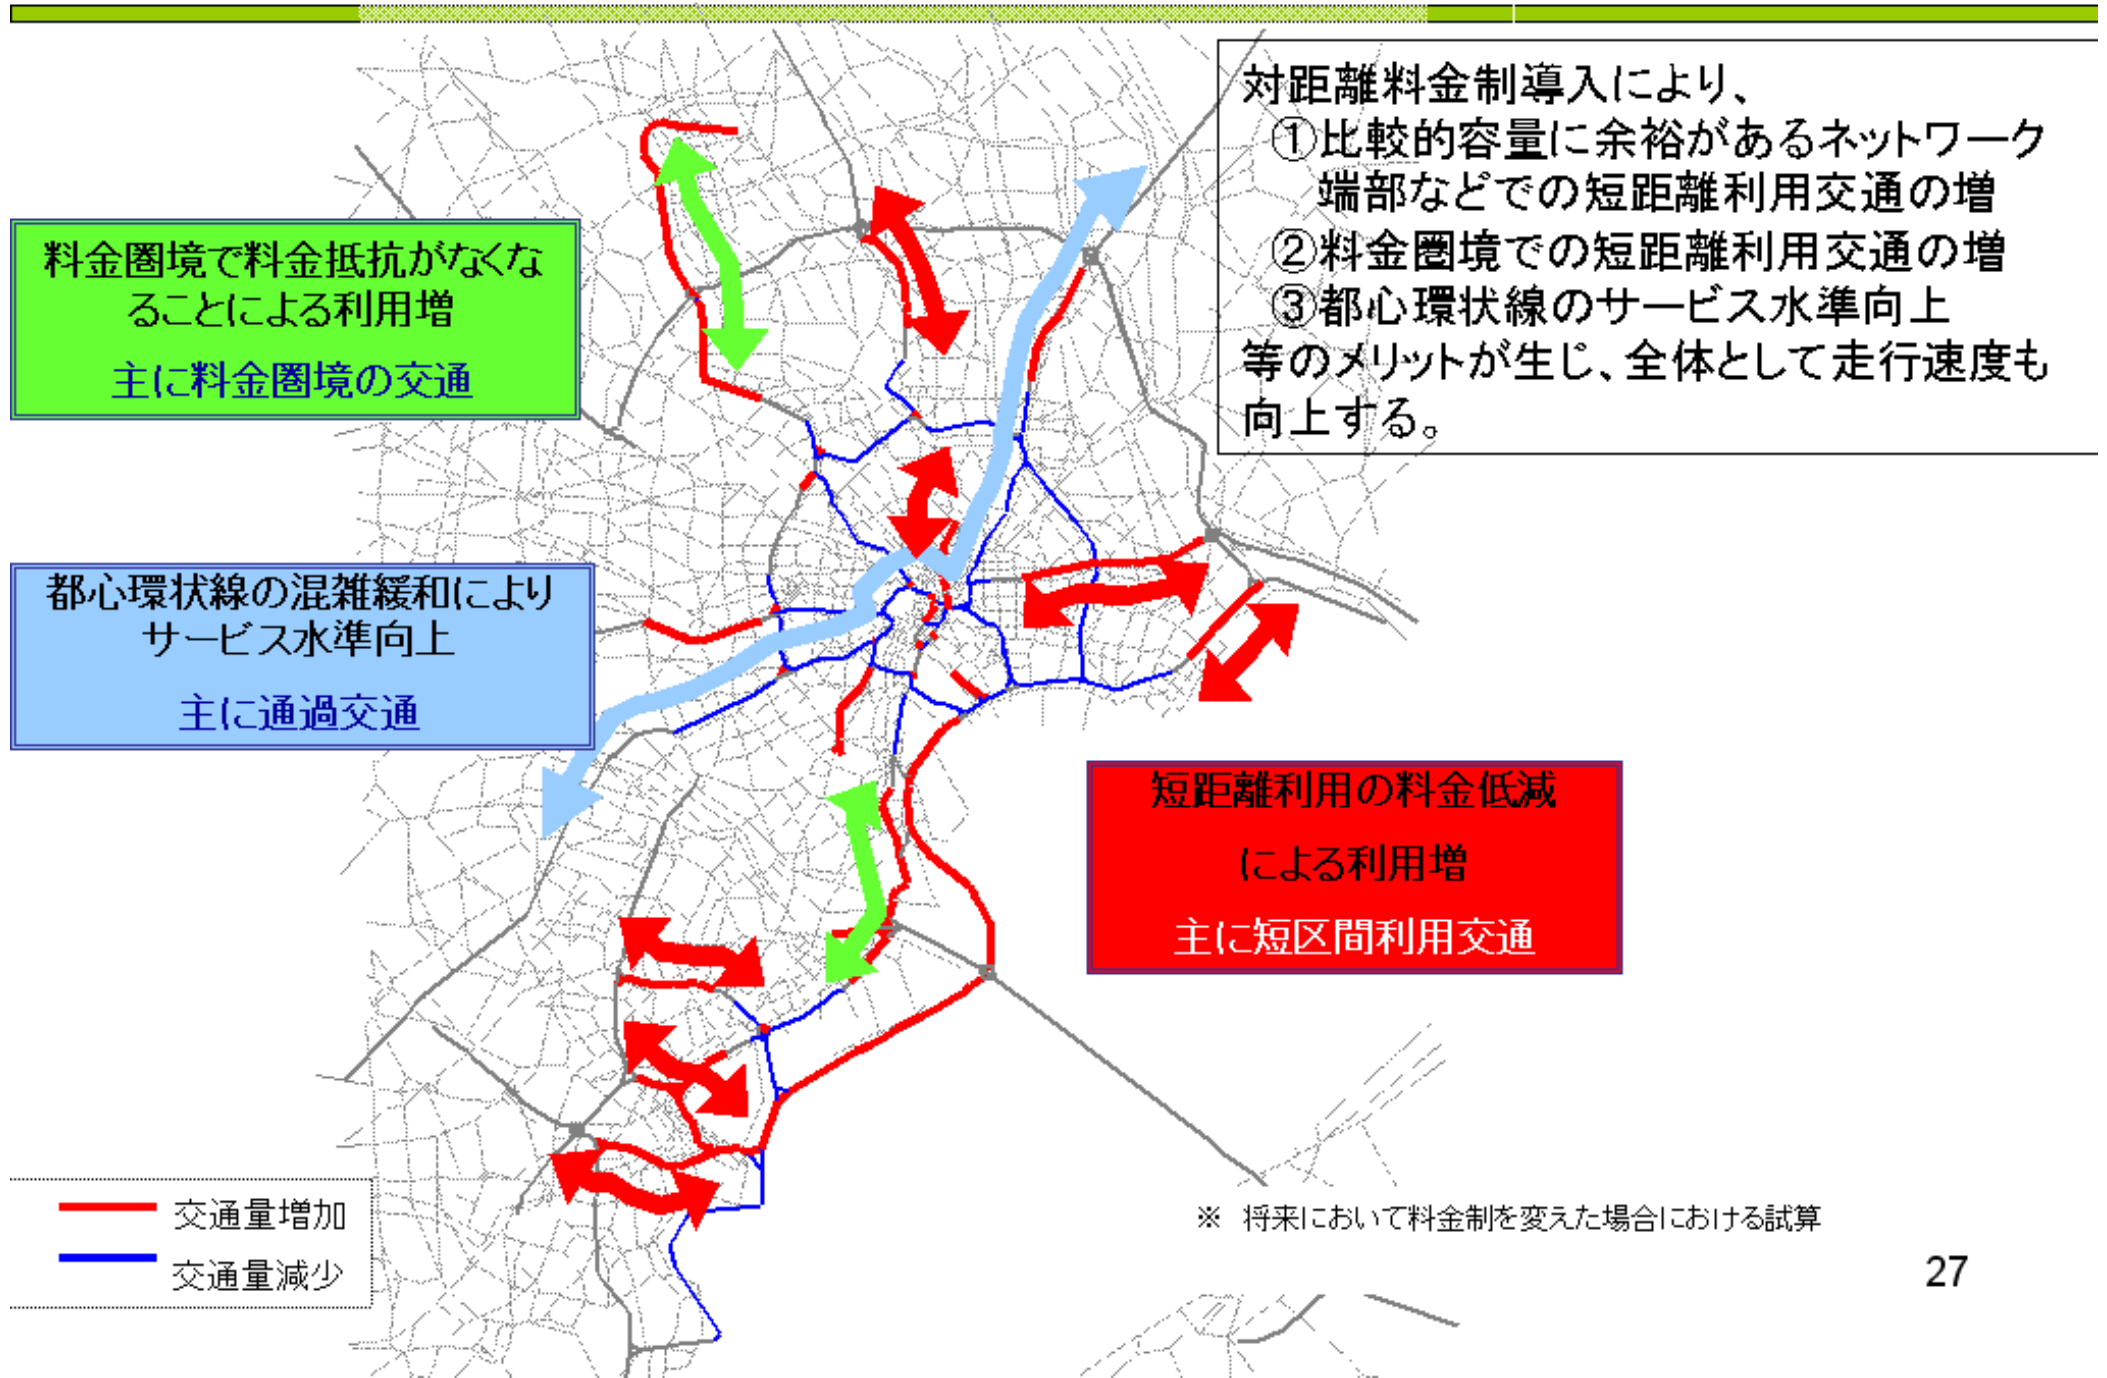 対距離料金制導入により、
①比較的容量に余裕があるネットワーク
端部などでの短距離利用交通の増
②料金圏境での短距離利用交通の増
③都心環状線のサービス水準向上
等のメリットが生じ、全体として走行速度も
向上する。
料金圏境で料金抵抗がなくな
ることによる利用増
主に料金圏境の交通
都心環状線の混雑緩和により
サービス水準向上
主に通過交通
短距離利用の料金低減
による利用増
主に短区間利用交通
交通量増加
交通量減少
※ 将来において料金制を変えた場合における試算
27